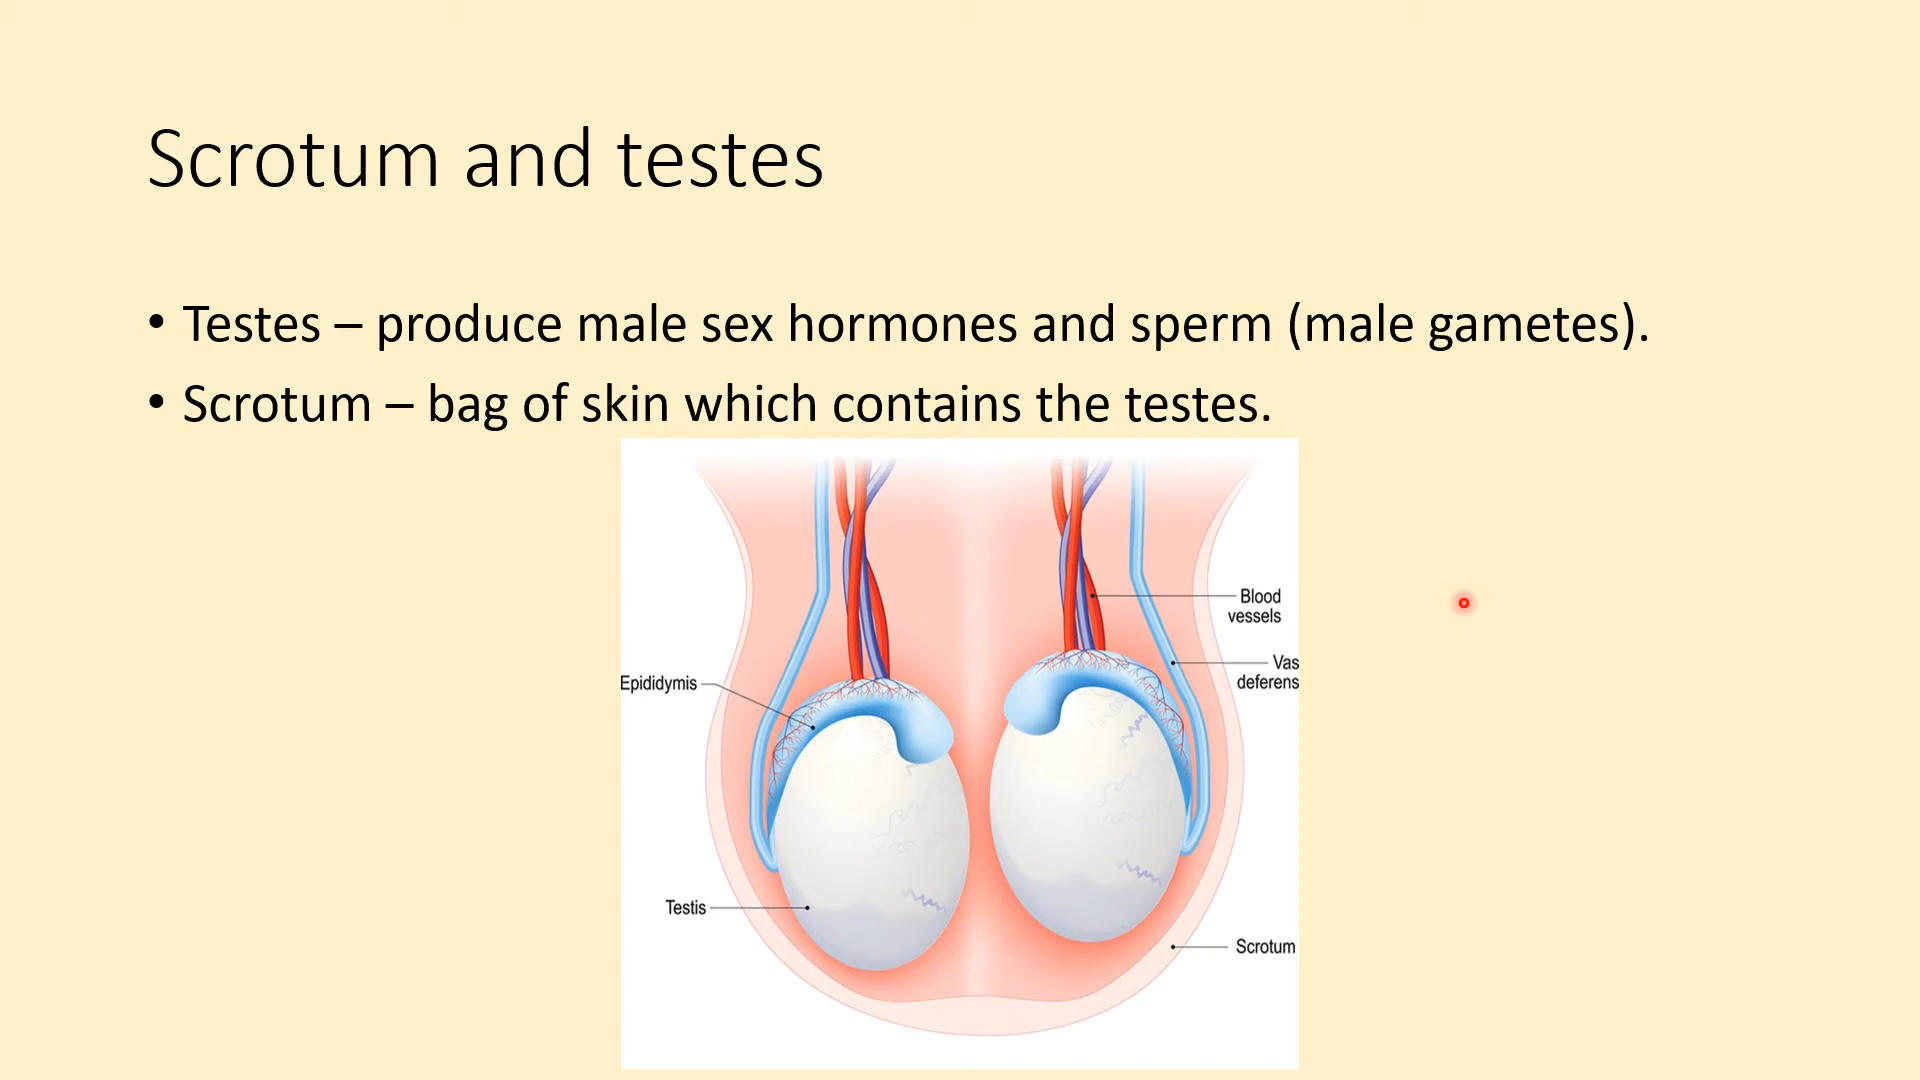 Scrotum and testes
• Testes – produce male sex hormones and sperm (male gametes).
• Scrotum – bag of skin which contains the testes.
Blood
vessels
Vas
deferens
Epididymis
Testis
Scrotum